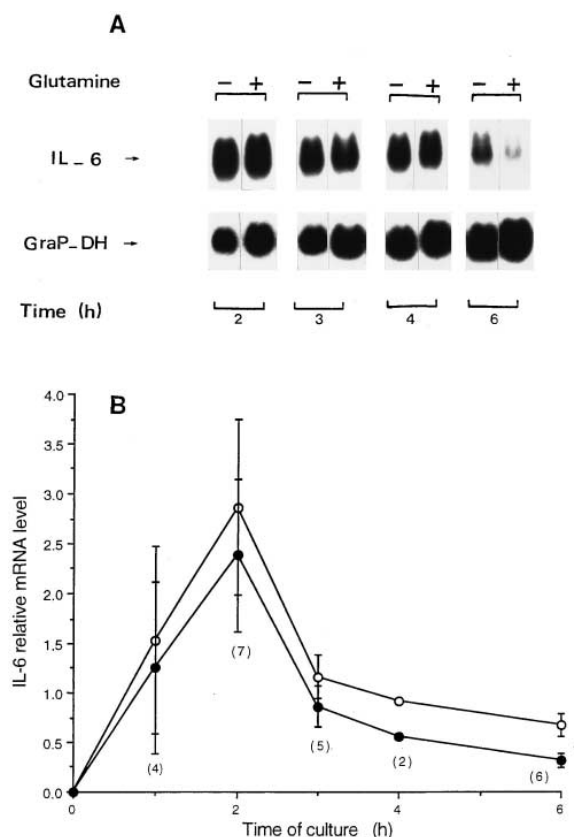 A
Glutamine − + − + − + − +
IL_6 →
GraP_DH →
Time (h) 2 3 4 6
B
4.0
3.5
3.0
2.5
2.0
1.5
1.0
0.5
0.0
IL-6 relative mRNA level
(4)
(7)
(5)
(2)
(6)
0 2 4 6
Time of culture (h)